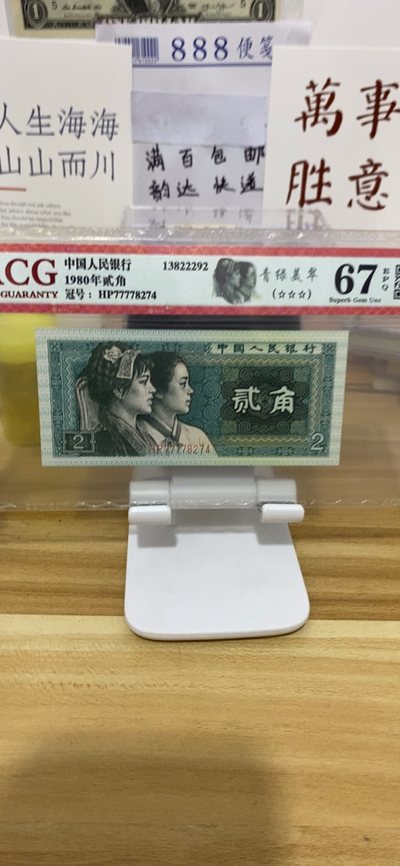 1
888便笺
满百包邮
韵达快递
人生海海
山山而川
萬事
胜意
ACG
GUARANTY
中国人民银行
1980年贰角
冠号：HP77778274
13822292
青绿美翠
(☆☆☆)
67
EPQ
Superb Gem Unc
中国人民银行
贰角
HP77778274
2
2